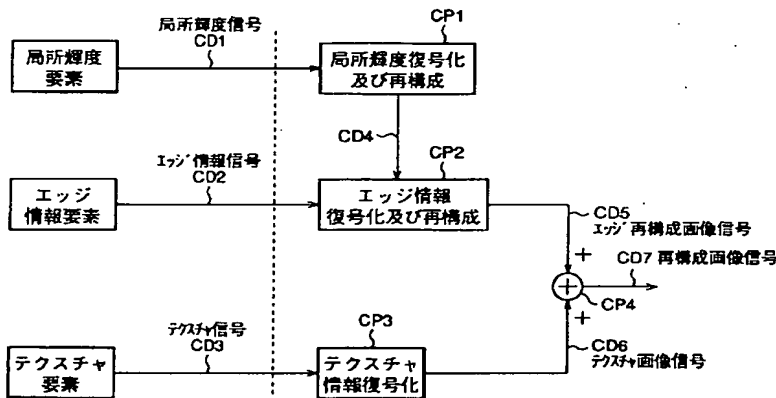 局所輝度信号
CD1
CP1
局所輝度
要素
局所輝度復号化
及び再構成
CD4
エッジ情報信号
CD2
CP2
エッジ
情報要素
エッジ情報
復号化及び再構成
CD5
エッジ再構成画像信号
+
CD7 再構成画像信号
+
CP4
+
テクスチャ信号
CD3
CP3
CD6
テクスチャ画像信号
テクスチャ
要素
テクスチャ
情報復号化